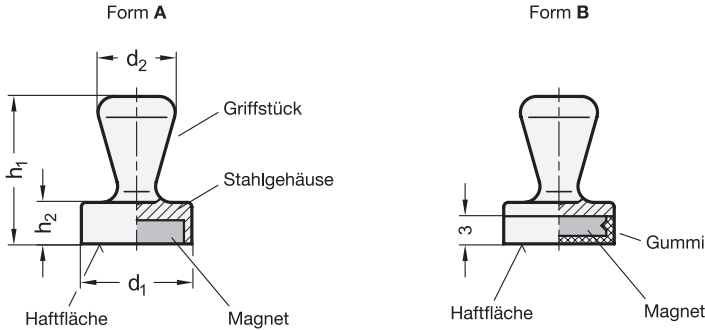 Form A
d2
h1
h2
Griffstück
Stahlgehäuse
d1
Haftfläche
Magnet
Form B
3
Gummi
Haftfläche
Magnet